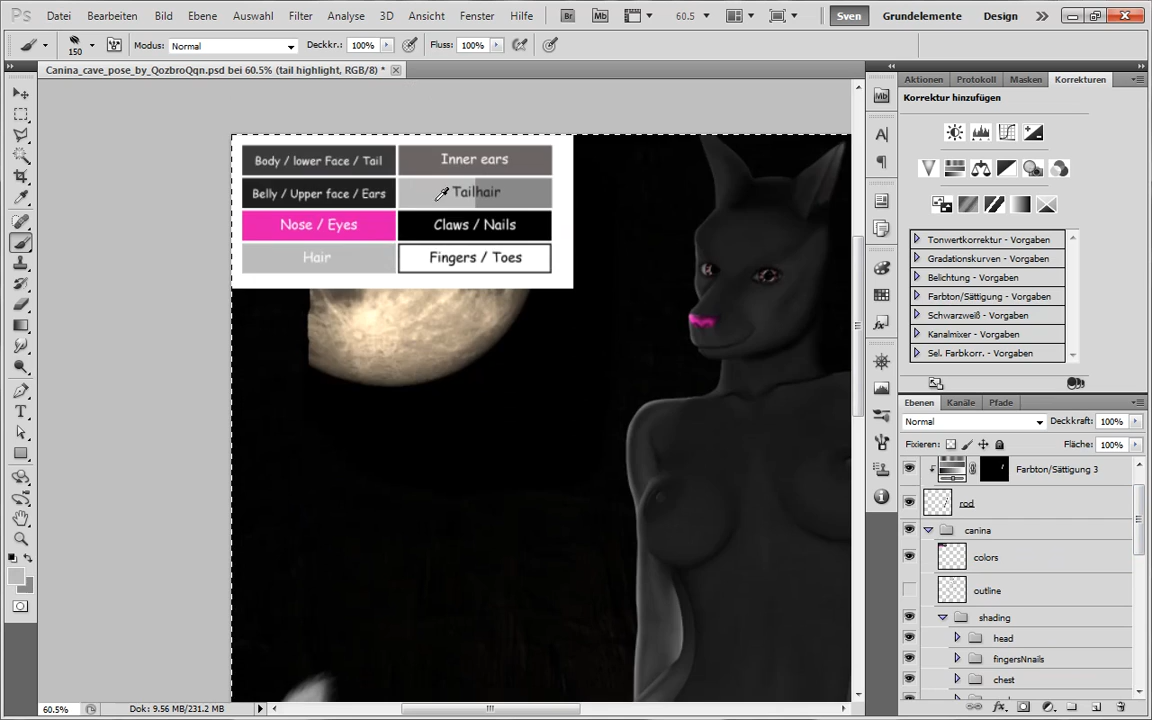 Ps Datei Bearbeiten Bild Ebene Auswahl Filter Analyse 3D Ansicht Fenster Hilfe Br Mb 60.5 Sven Grundelemente Design
150 Modus: Normal Deckkr.: 100% Fluss: 100%
Canina_cave_pose_by_QozbroQqn.psd bei 60.5% (tail highlight, RGB/8) *
Body / lower Face / Tail Inner ears
Belly / Upper face / Ears Tailhair
Nose / Eyes Claws / Nails
Hair Fingers / Toes
Mb
Aktionen Protokoll Masken Korrekturen
Korrektur hinzufügen
Tonwertkorrektur - Vorgaben
Gradationskurven - Vorgaben
Belichtung - Vorgaben
Farbton/Sättigung - Vorgaben
Schwarzweiß - Vorgaben
Kanalmixer - Vorgaben
Sel. Farbkorr. - Vorgaben
Ebenen Kanäle Pfade
Normal Deckkraft: 100%
Fixieren: Fläche: 100%
Farbton/Sättigung 3
rod
canina
colors
outline
shading
head
fingersNnails
chest
60.5% Dok: 9.56 MB/231.2 MB